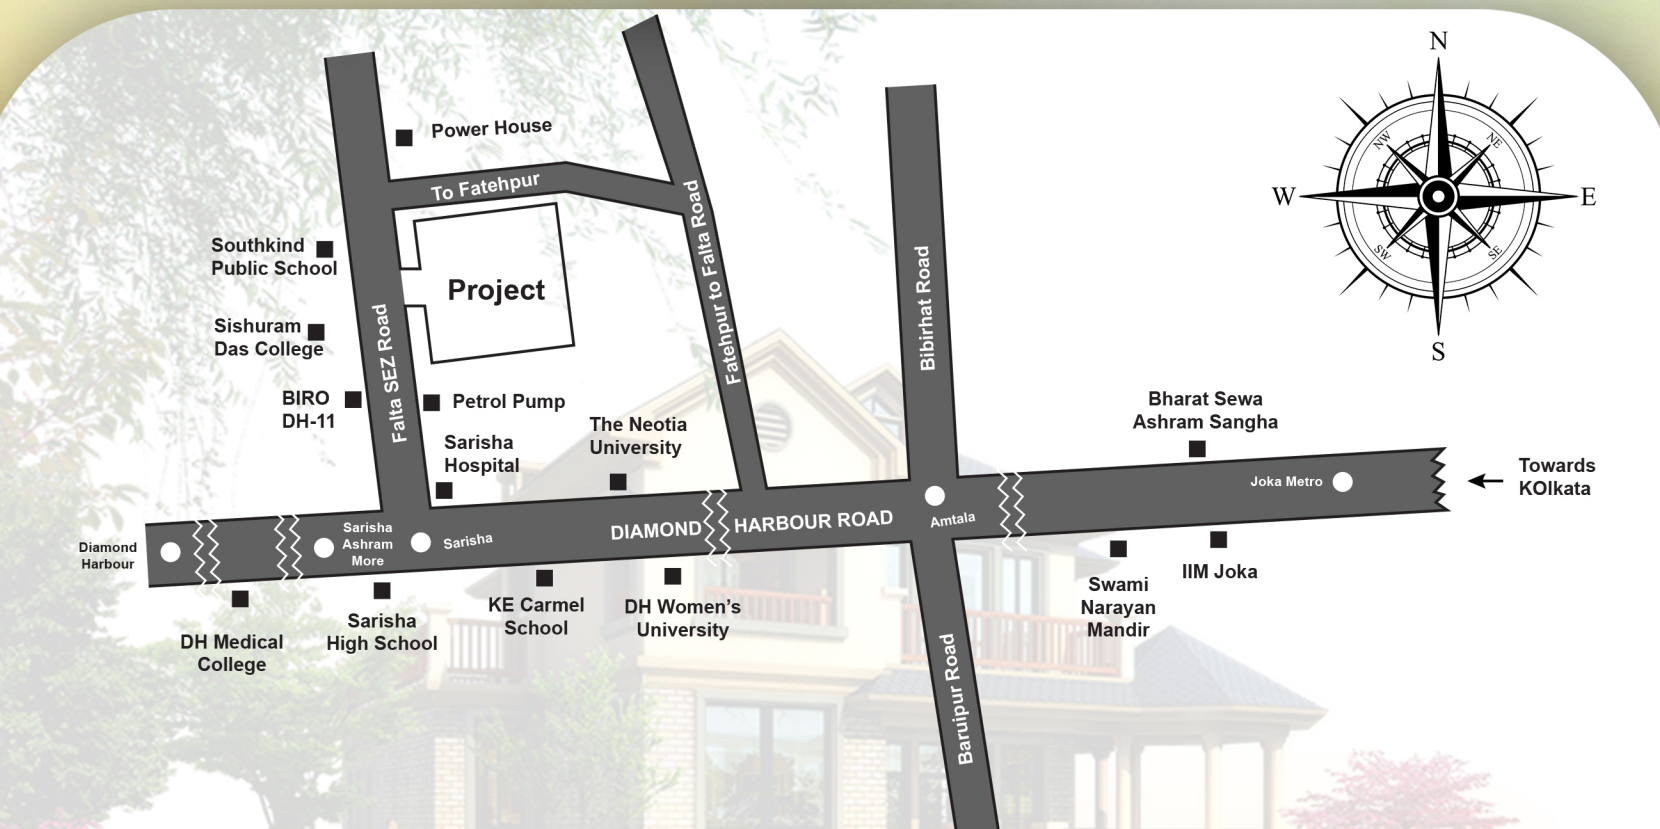 N
NW
NE
W
E
SW
SE
S
Power House
To Fatehpur
Southkind
Public School
Project
Sishuram
Das College
Falta SEZ Road
Fatehpur to Falta Road
Bibirhat Road
BIRO
DH-11
Petrol Pump
Sarisha
Hospital
The Neotia
University
Bharat Sewa
Ashram Sangha
Joka Metro
Towards
KOlkata
Diamond
Harbour
Sarisha
Ashram
More
Sarisha
DIAMOND HARBOUR ROAD
Amtala
DH Medical
College
Sarisha
High School
KE Carmel
School
DH Women's
University
Swami
Narayan
Mandir
IIM Joka
Baruipur Road